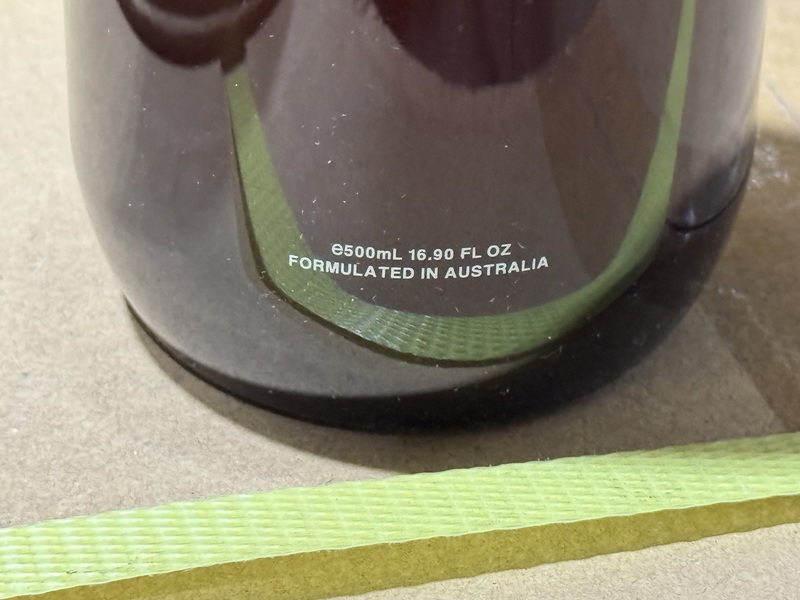 ℮500mL 16.90 FL OZ
FORMULATED IN AUSTRALIA